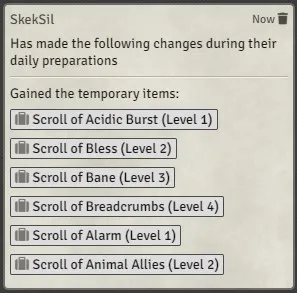 SkekSil
Now
Has made the following changes during their
daily preparations
Gained the temporary items:
Scroll of Acidic Burst (Level 1)
Scroll of Bless (Level 2)
Scroll of Bane (Level 3)
Scroll of Breadcrumbs (Level 4)
Scroll of Alarm (Level 1)
Scroll of Animal Allies (Level 2)